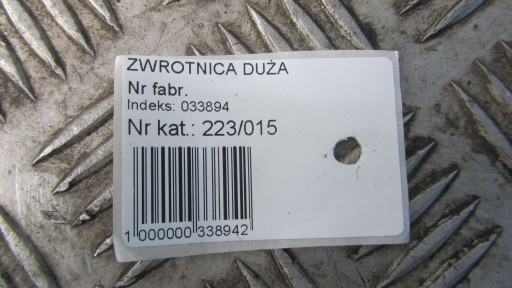 ZWROTNICA DUŻA
Nr fabr.
Indeks: 033894
Nr kat.: 223/015
1 000000 338942